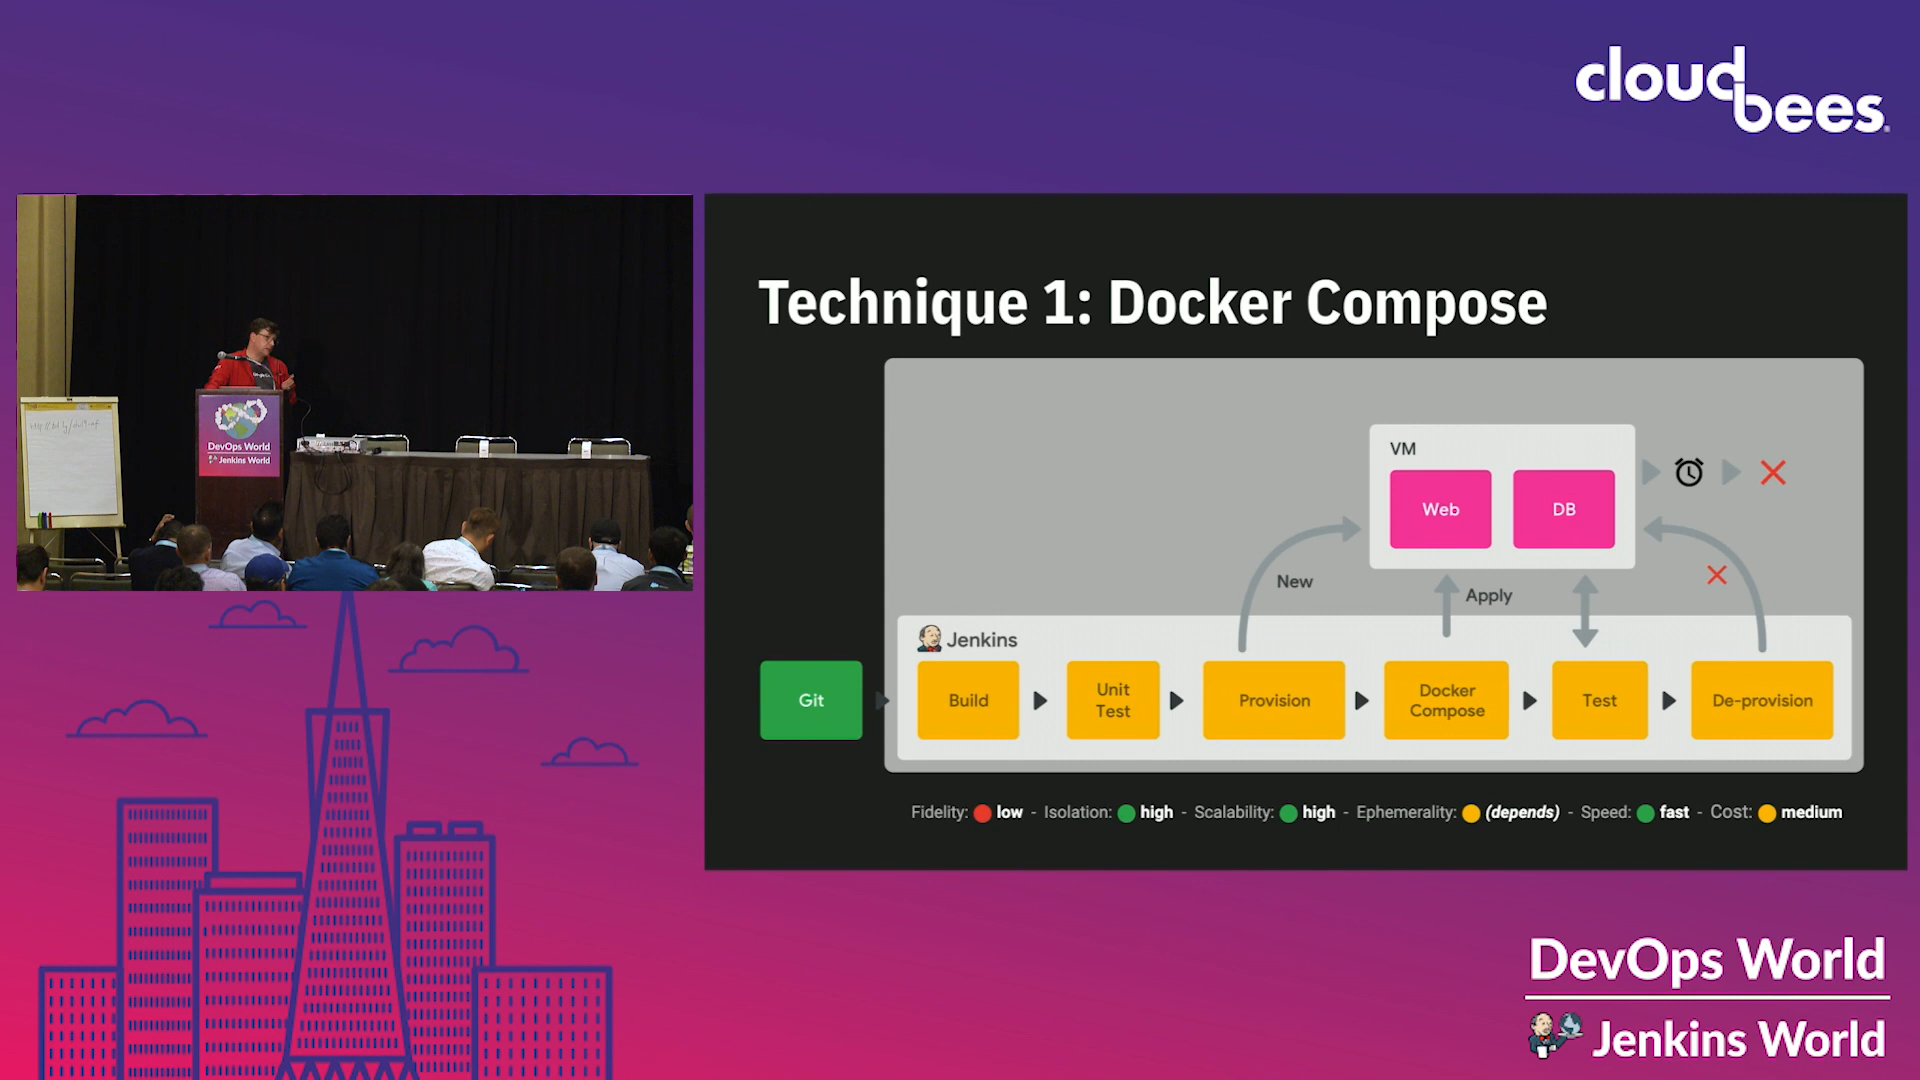 cloudbees
DevOps World
Jenkins World
Technique 1: Docker Compose
VM
Web
DB
New
Apply
Jenkins
Git
Build
Unit
Test
Provision
Docker
Compose
Test
De-provision
Fidelity: low - Isolation: high - Scalability: high - Ephemerality: (depends) - Speed: fast - Cost: medium
DevOps World
Jenkins World